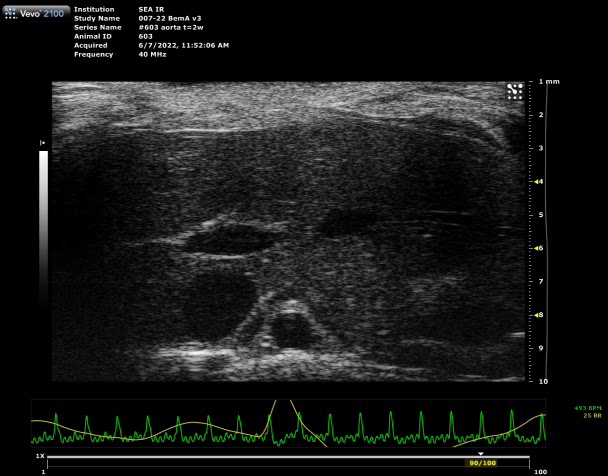 Vevo 2100
Institution SEA IR
Study Name 007-22 BemA v3
Series Name #603 aorta t=2w
Animal ID 603
Acquired 6/7/2022, 11:52:06 AM
Frequency 40 MHz
1 mm
2
3
4
5
6
7
8
9
10
493 BPM
25 RR
1X
90/100
1 100